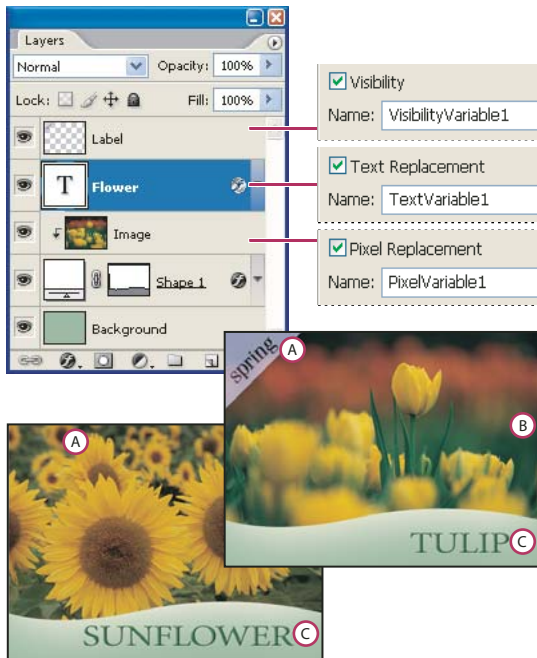 Layers
Normal Opacity: 100%
Lock: Fill: 100%
Label
T Flower
Image
Shape 1
Background
Visibility
Name: VisibilityVariable1
Text Replacement
Name: TextVariable1
Pixel Replacement
Name: PixelVariable1
spring
A
B
TULIP
C
A
SUNFLOWER
C